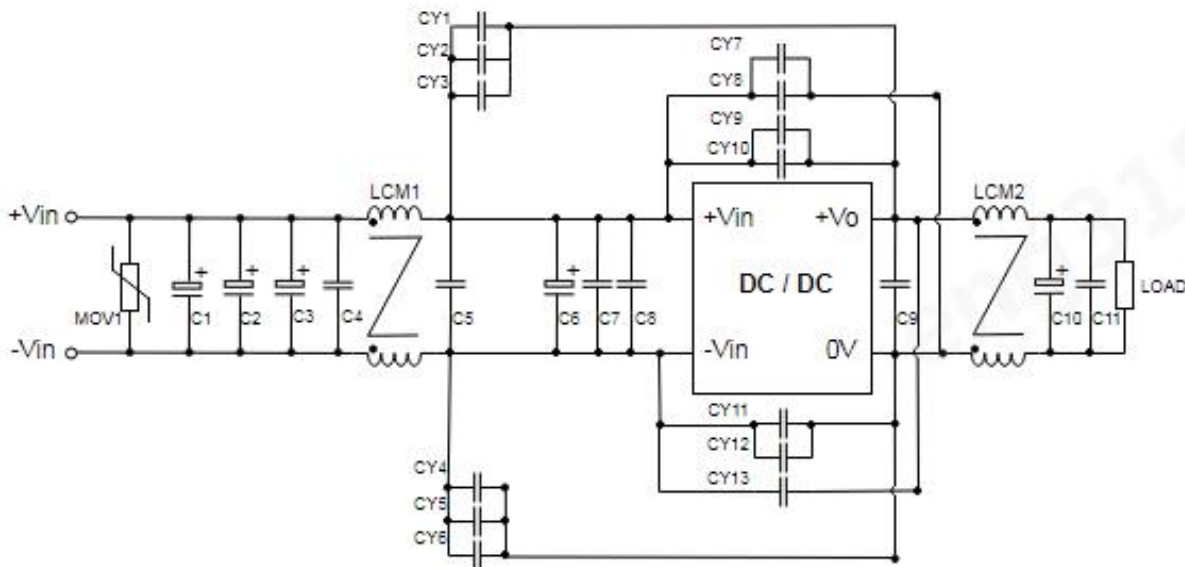 CY1
CY2
CY3
CY7
CY8
CY9
CY10
LCM1
LCM2
+Vin
+Vin
+Vo
MOV1
+
C1
+
C2
+
C3
C4
C5
+
C6
C7
C8
DC / DC
C9
+
C10
C11
LOAD
-Vin
-Vin
0V
CY11
CY12
CY13
CY4
CY5
CY6